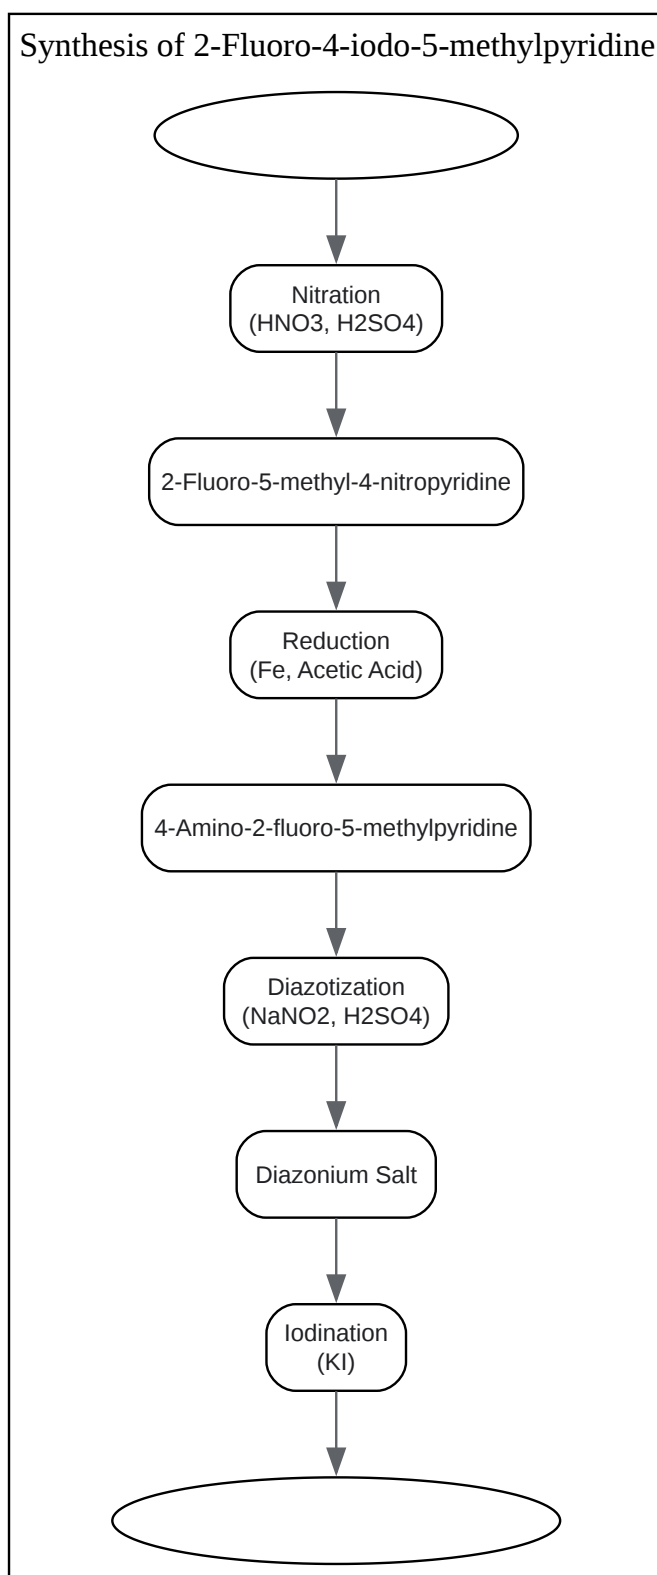 Synthesis of 2-Fluoro-4-iodo-5-methylpyridine
Nitration
(HNO3, H2SO4)
2-Fluoro-5-methyl-4-nitropyridine
Reduction
(Fe, Acetic Acid)
4-Amino-2-fluoro-5-methylpyridine
Diazotization
(NaNO2, H2SO4)
Diazonium Salt
Iodination
(KI)